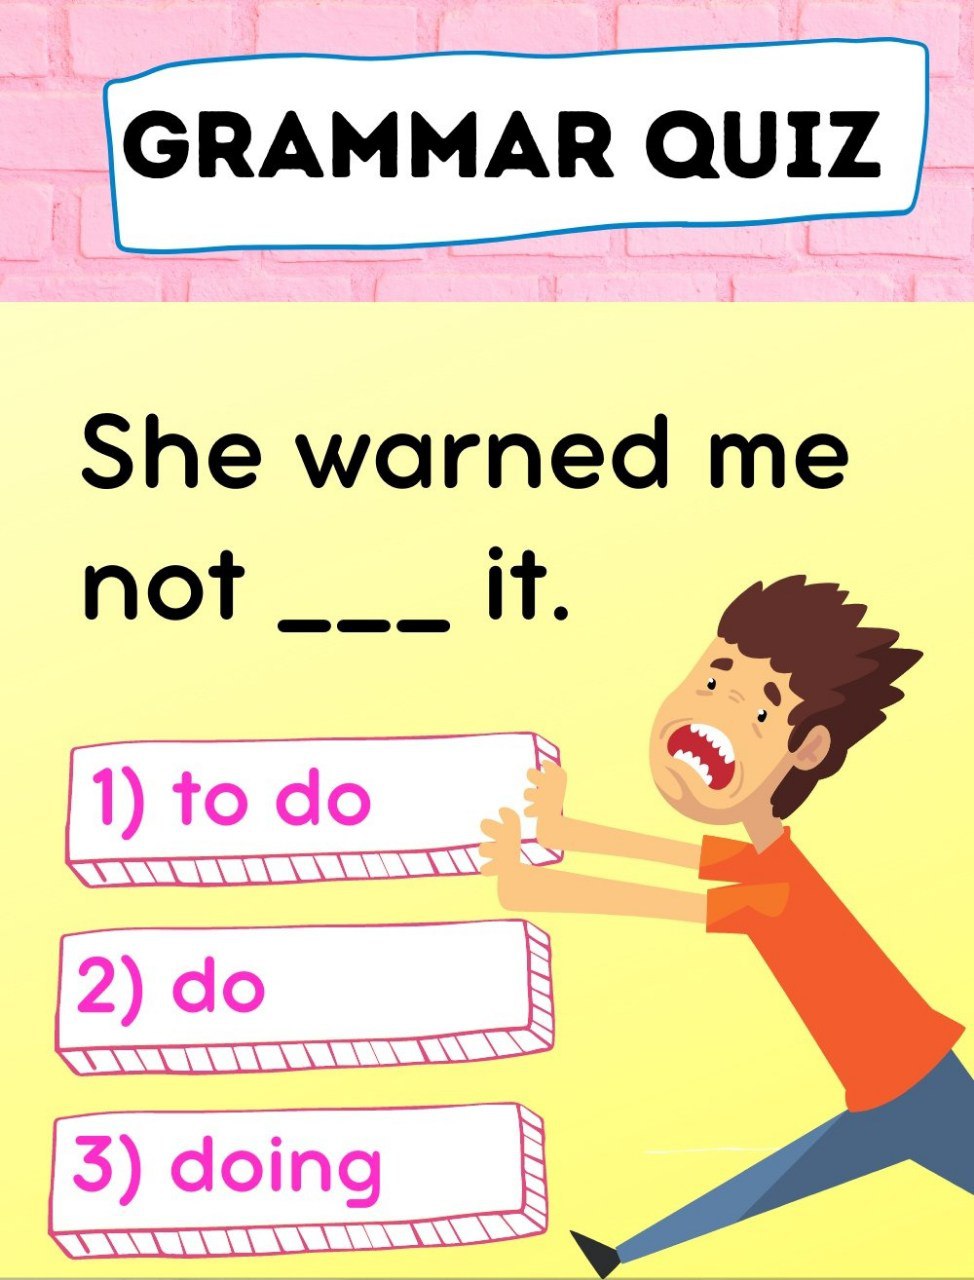 GRAMMAR QUIZ
She warned me
not ___ it.
1) to do
2) do
3) doing